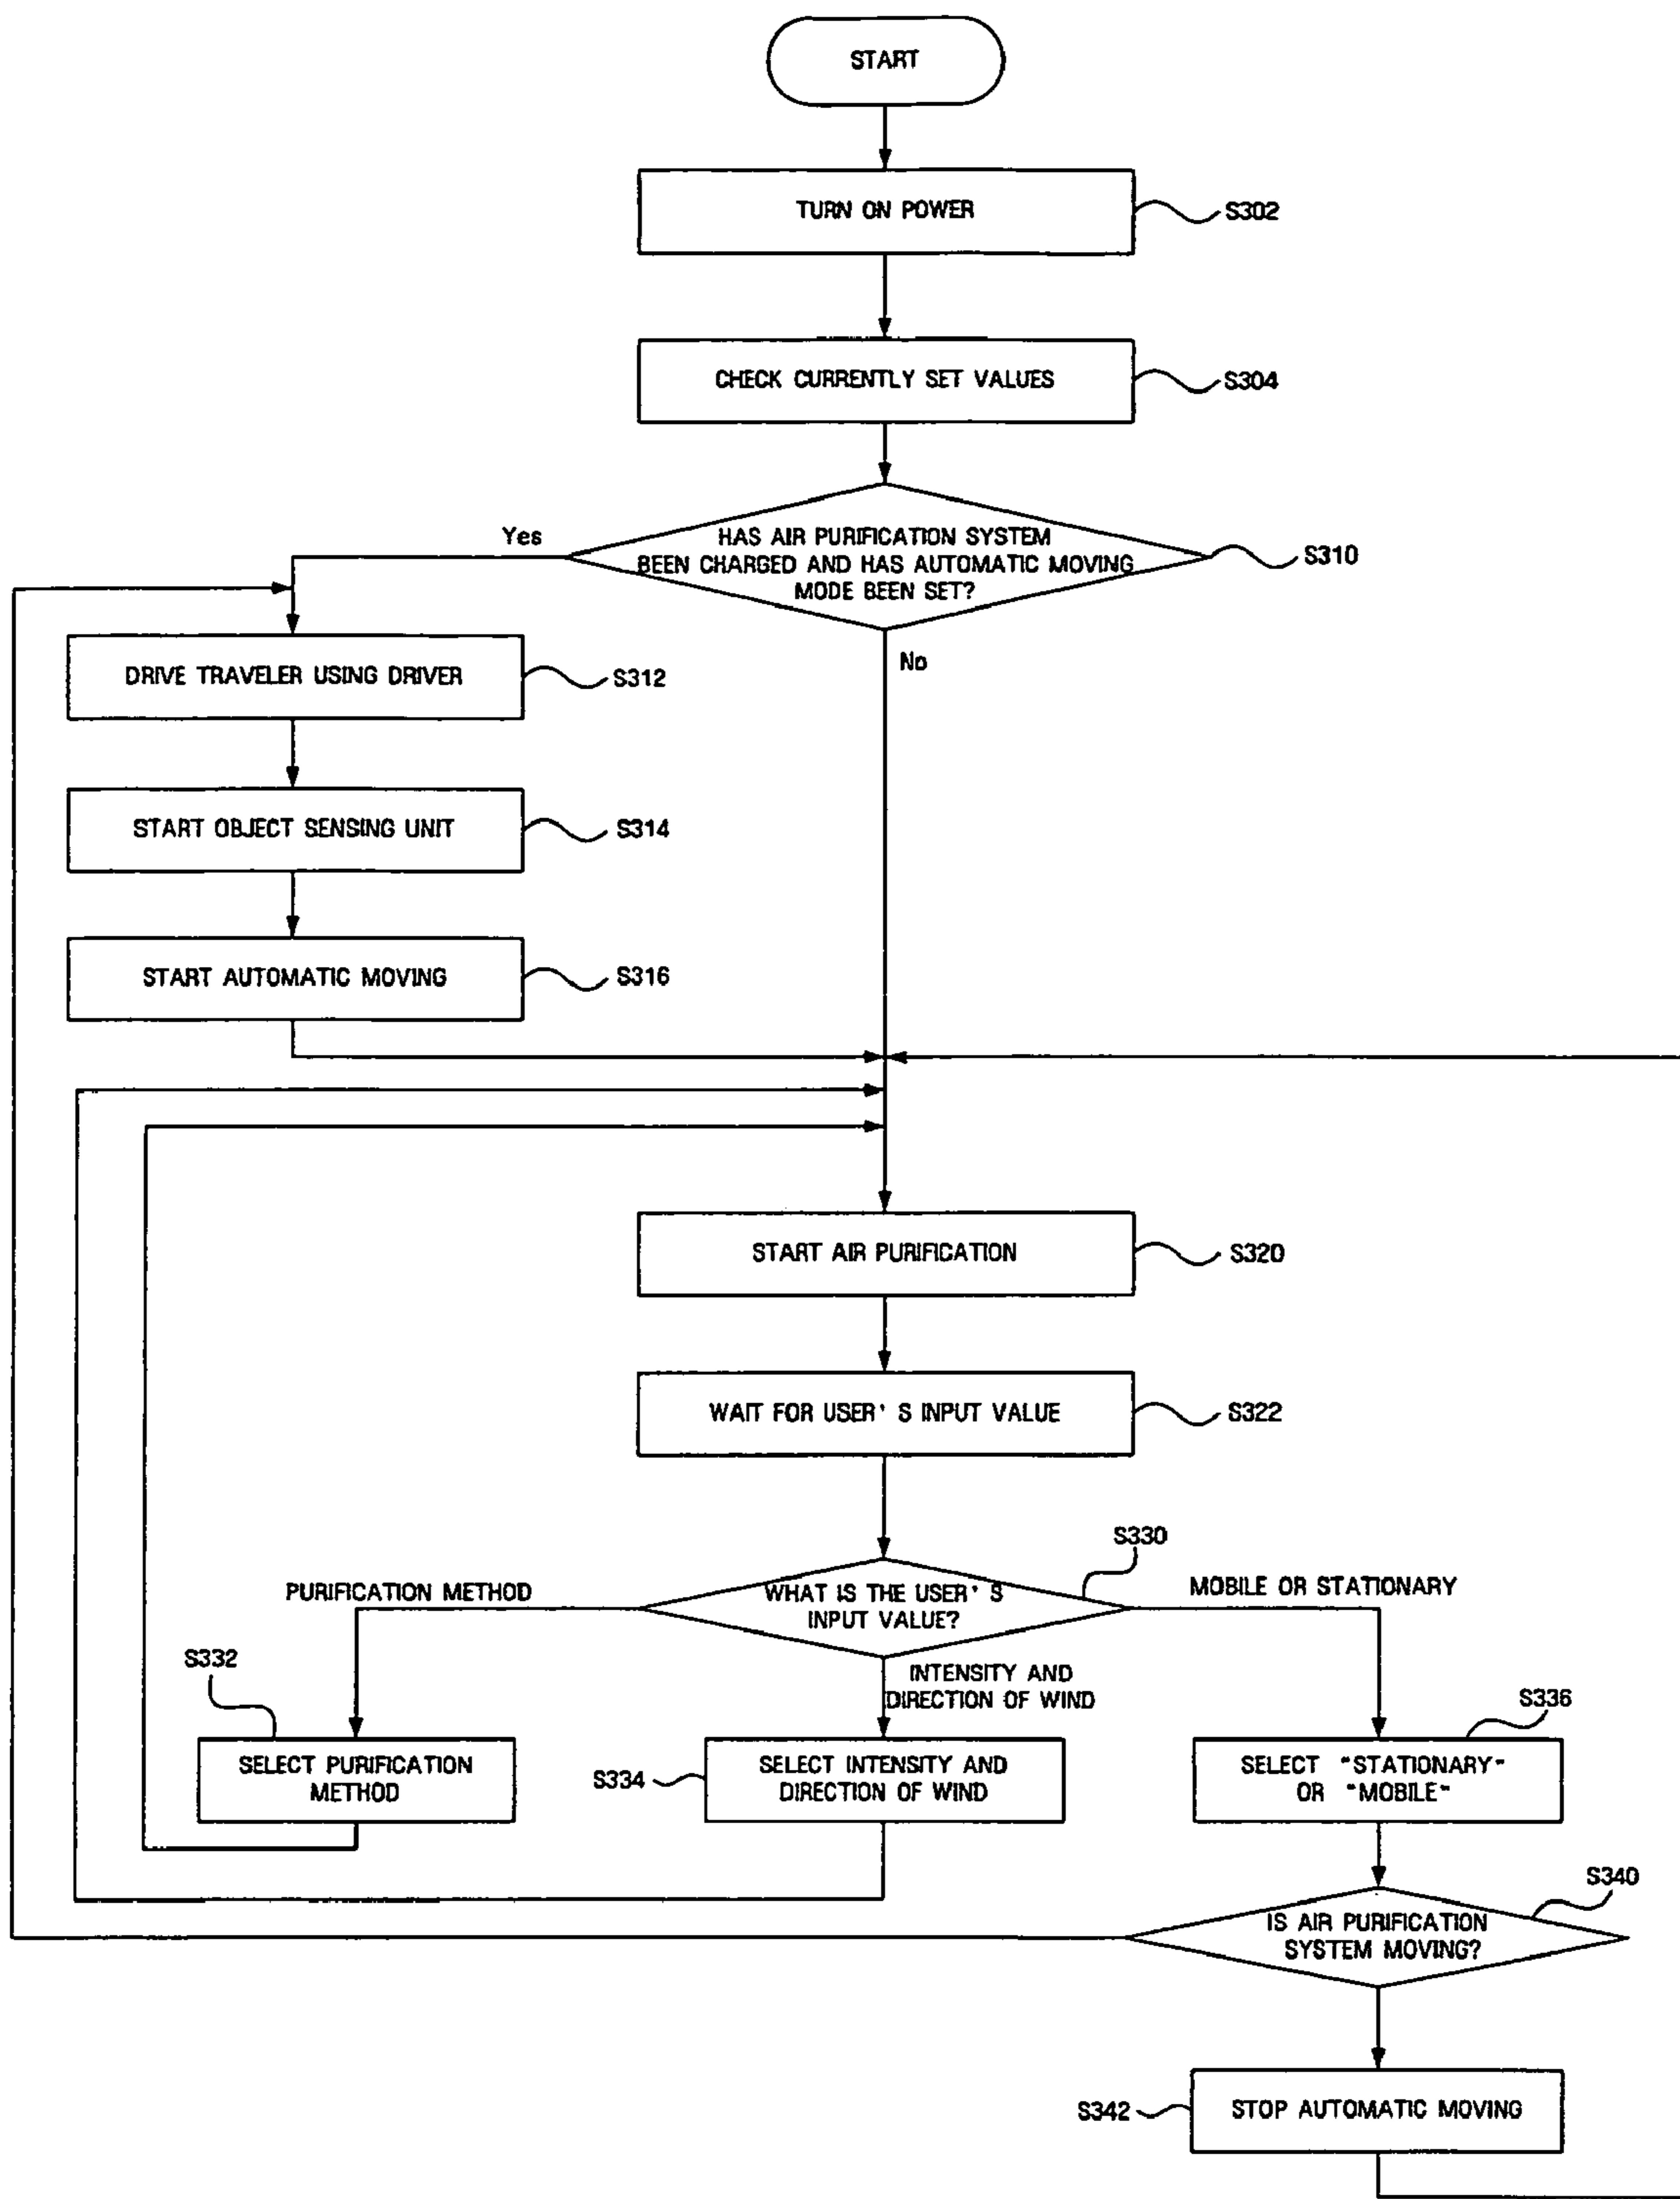 START
TURN ON POWER
S302
CHECK CURRENTLY SET VALUES
S304
Yes
HAS AIR PURIFICATION SYSTEM
BEEN CHARGED AND HAS AUTOMATIC MOVING
MODE BEEN SET?
S310
No
DRIVE TRAVELER USING DRIVER
S312
START OBJECT SENSING UNIT
S314
START AUTOMATIC MOVING
S316
START AIR PURIFICATION
S320
WAIT FOR USER' S INPUT VALUE
S322
S330
PURIFICATION METHOD
WHAT IS THE USER' S
INPUT VALUE?
MOBILE OR STATIONARY
S332
INTENSITY AND
DIRECTION OF WIND
S336
SELECT PURIFICATION
METHOD
S334
SELECT INTENSITY AND
DIRECTION OF WIND
SELECT "STATIONARY"
OR "MOBILE"
S340
IS AIR PURIFICATION
SYSTEM MOVING?
S342
STOP AUTOMATIC MOVING